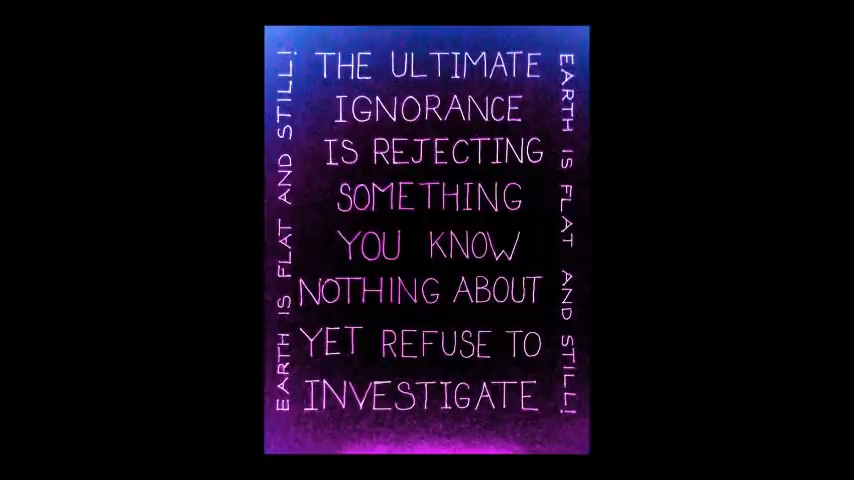 THE ULTIMATE
IGNORANCE
IS REJECTING
SOMETHING
YOU KNOW
NOTHING ABOUT
YET REFUSE TO
INVESTIGATE
EARTH IS FLAT AND STILL!
EARTH IS FLAT AND STILL!